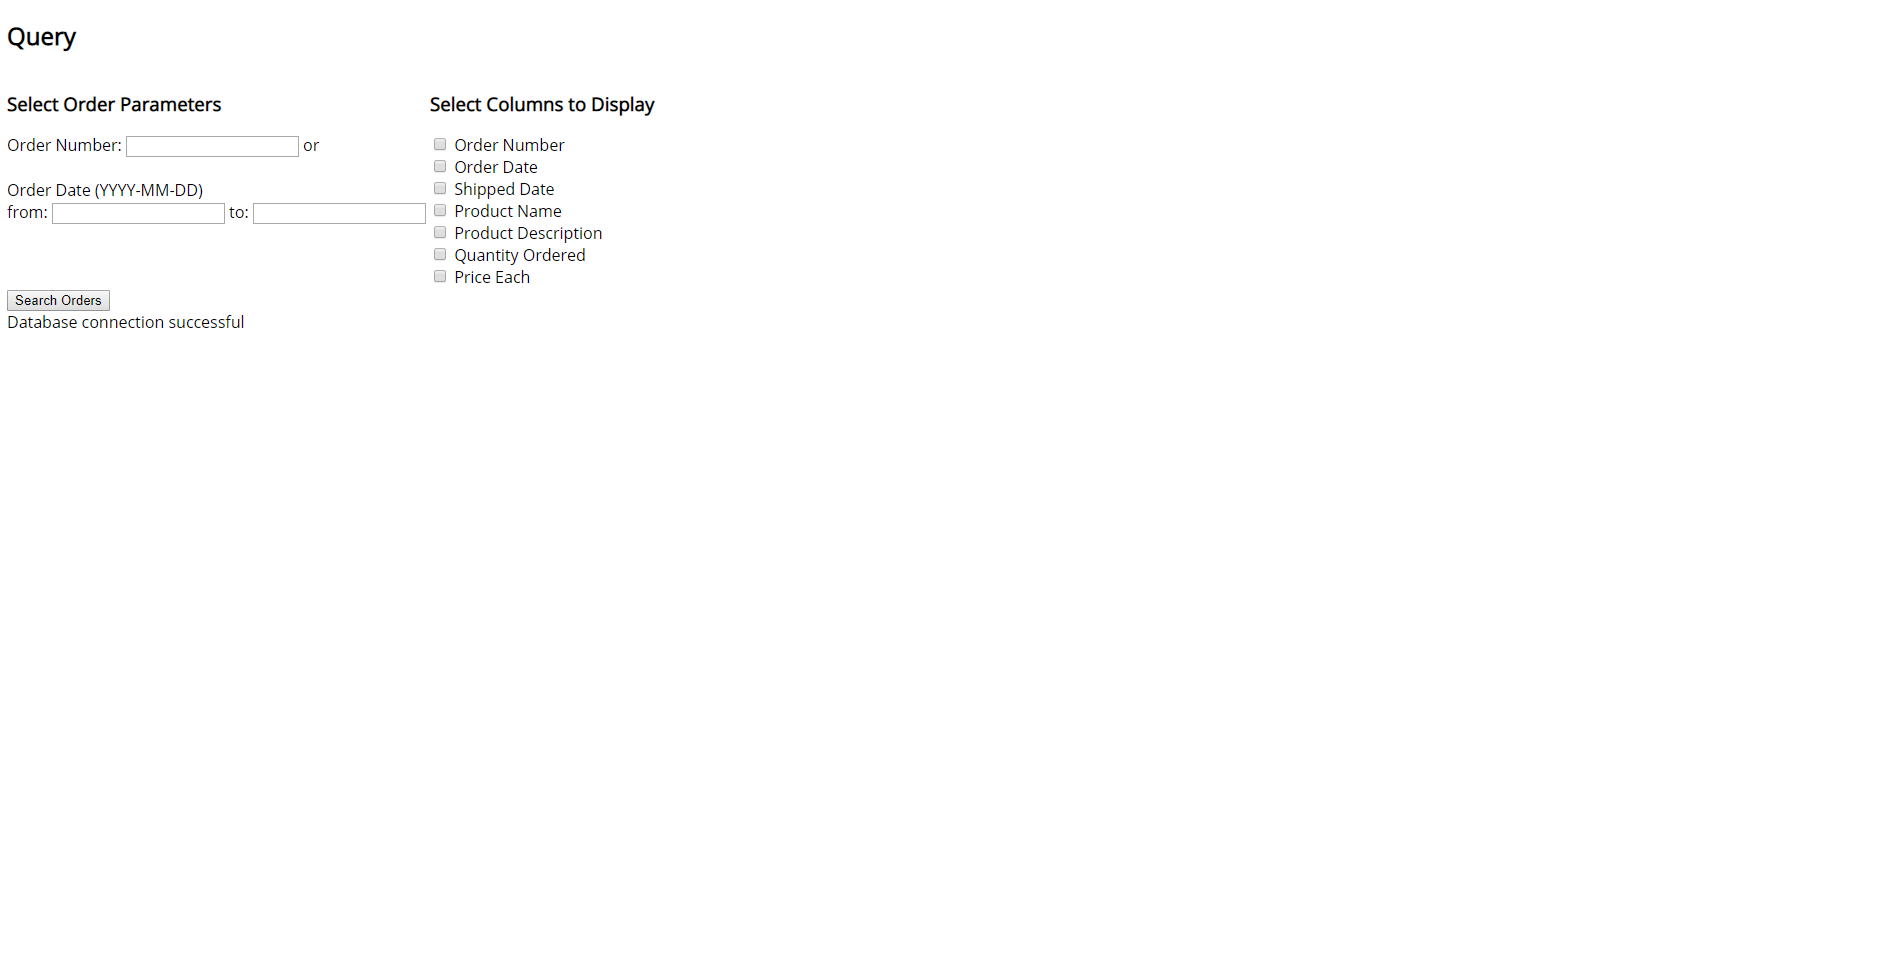 Query
Select Order Parameters
Order Number: or
Order Date (YYYY-MM-DD)
from: to:
Select Columns to Display
Order Number
Order Date
Shipped Date
Product Name
Product Description
Quantity Ordered
Price Each
Search Orders
Database connection successful